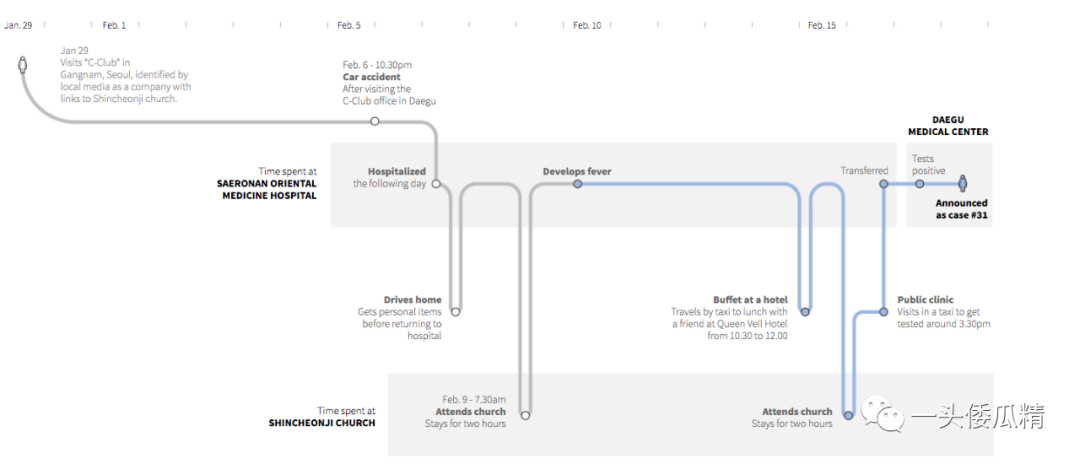 Jan. 29
Feb. 1
Feb. 5
Feb. 10
Feb. 15
Jan 29
Visits “C-Club” in
Gangnam, Seoul, identified by
local media as a company with
links to Shincheonji church.
Feb. 6 - 10.30pm
Car accident
After visiting the
C-Club office in Daegu
DAEGU
MEDICAL CENTER
Time spent at
SAERONAN ORIENTAL
MEDICINE HOSPITAL
Hospitalized
the following day
Develops fever
Transferred
Tests
positive
Announced
as case #31
Drives home
Gets personal items
before returning to
hospital
Buffet at a hotel
Travels by taxi to lunch with
a friend at Queen Vell Hotel
from 10.30 to 12.00
Public clinic
Visits in a taxi to get
tested around 3.30pm
Time spent at
SHINCHEONJI CHURCH
Feb. 9 - 7.30am
Attends church
Stays for two hours
Attends church
Stays for two hours
一头倭瓜精